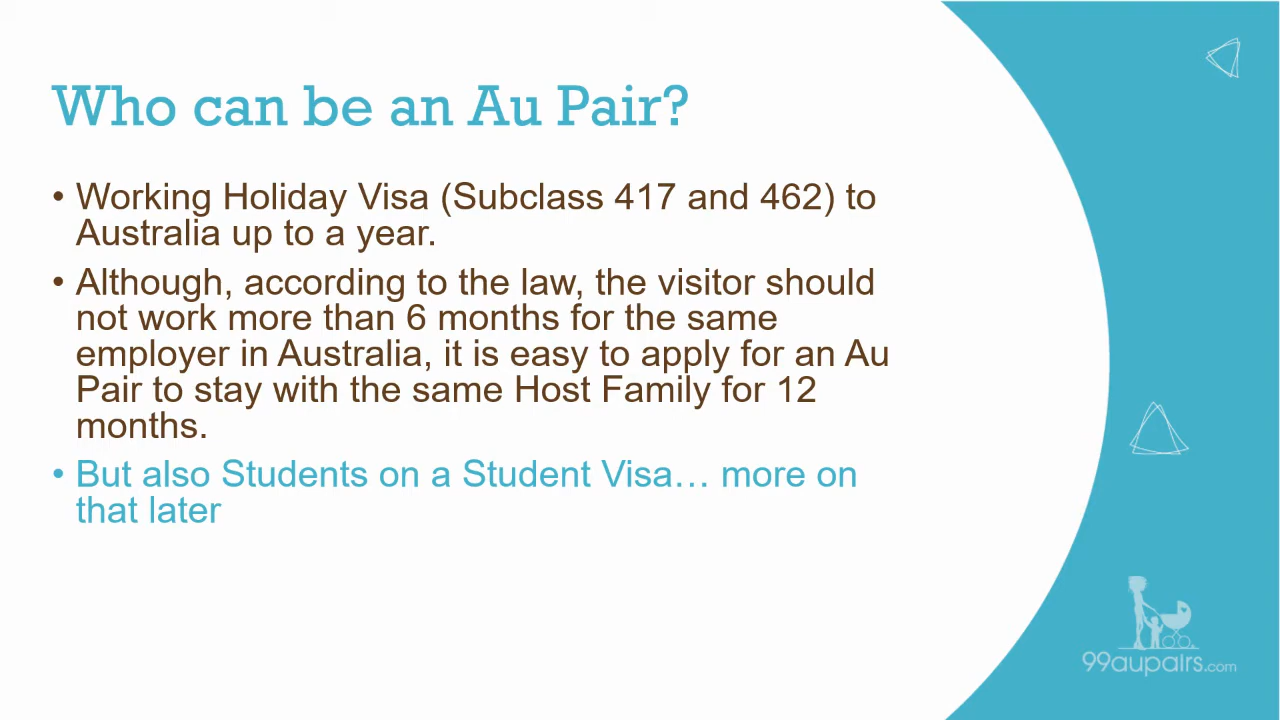 Who can be an Au Pair?
• Working Holiday Visa (Subclass 417 and 462) to
Australia up to a year.
• Although, according to the law, the visitor should
not work more than 6 months for the same
employer in Australia, it is easy to apply for an Au
Pair to stay with the same Host Family for 12
months.
• But also Students on a Student Visa… more on
that later
99aupairs.com